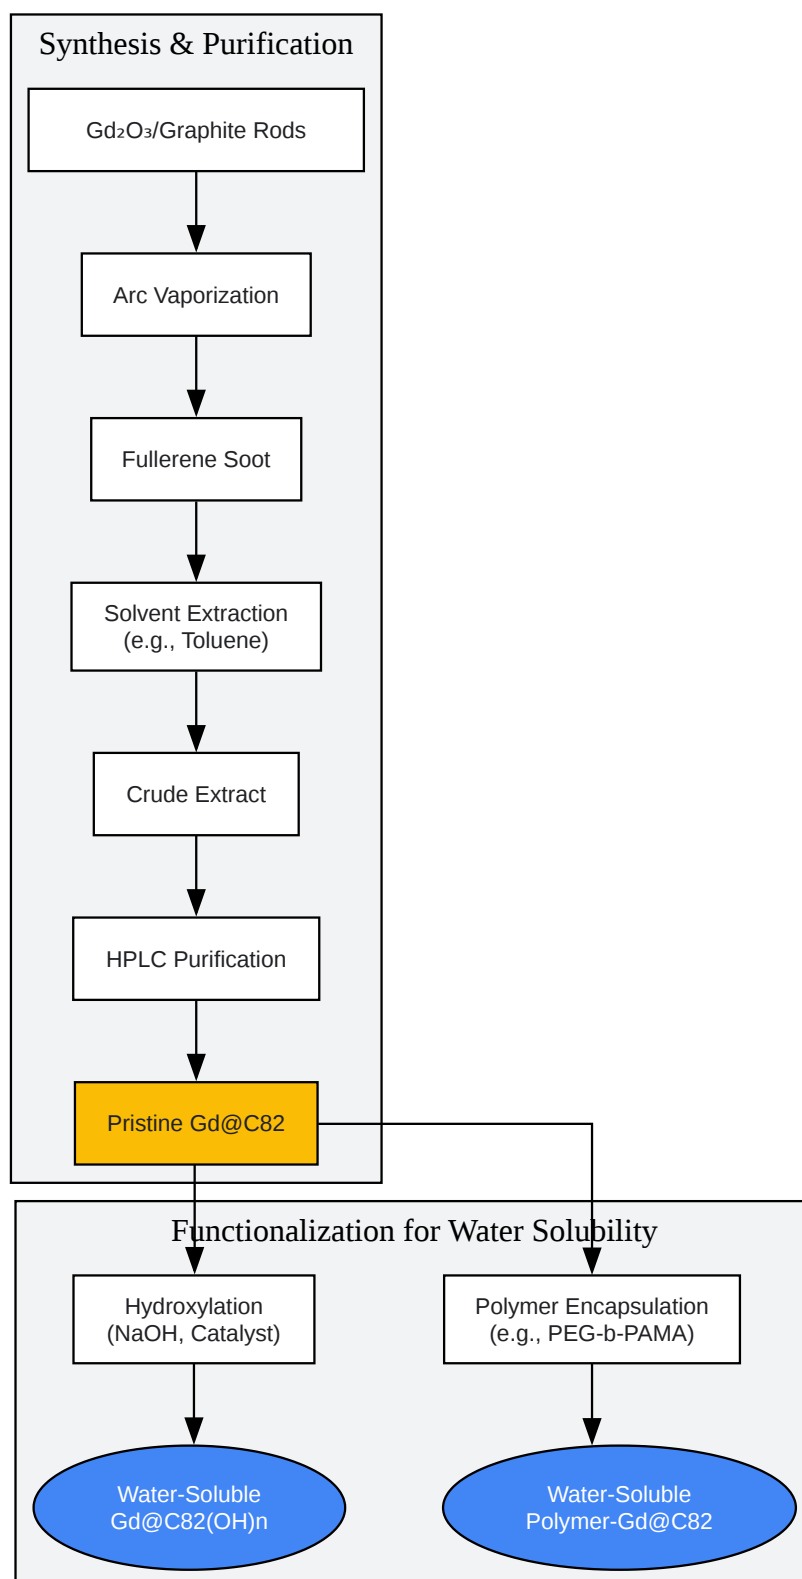 Synthesis & Purification
Gd₂O₃/Graphite Rods
Arc Vaporization
Fullerene Soot
Solvent Extraction
(e.g., Toluene)
Crude Extract
HPLC Purification
Pristine Gd@C82
Functionalization for Water Solubility
Hydroxylation
(NaOH, Catalyst)
Polymer Encapsulation
(e.g., PEG-b-PAMA)
Water-Soluble
Gd@C82(OH)n
Water-Soluble
Polymer-Gd@C82